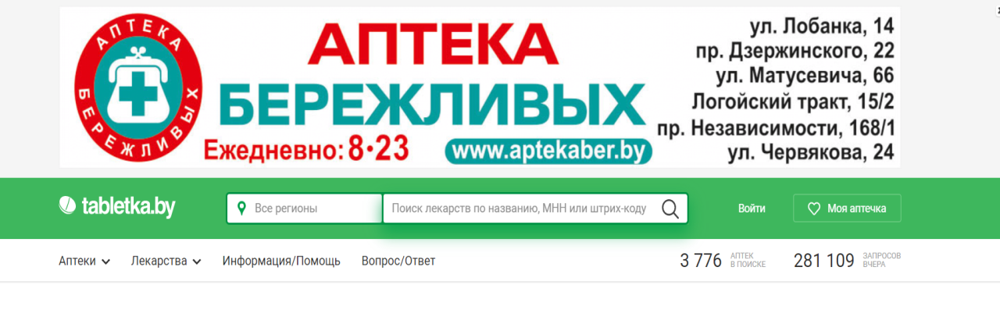 АПТЕКА БЕРЕЖЛИВЫХ
АПТЕКА
БЕРЕЖЛИВЫХ
Ежедневно: 8•23
www.aptekaber.by
ул. Лобанка, 14
пр. Дзержинского, 22
ул. Матусевича, 66
Логойский тракт, 15/2
пр. Независимости, 168/1
ул. Червякова, 24
tabletka.by
Все регионы
Поиск лекарств по названию, МНН или штрих-коду
Войти
Моя аптечка
Аптеки
Лекарства
Информация/Помощь
Вопрос/Ответ
3 776
АПТЕК
В ПОИСКЕ
281 109
ЗАПРОСОВ
ВЧЕРА